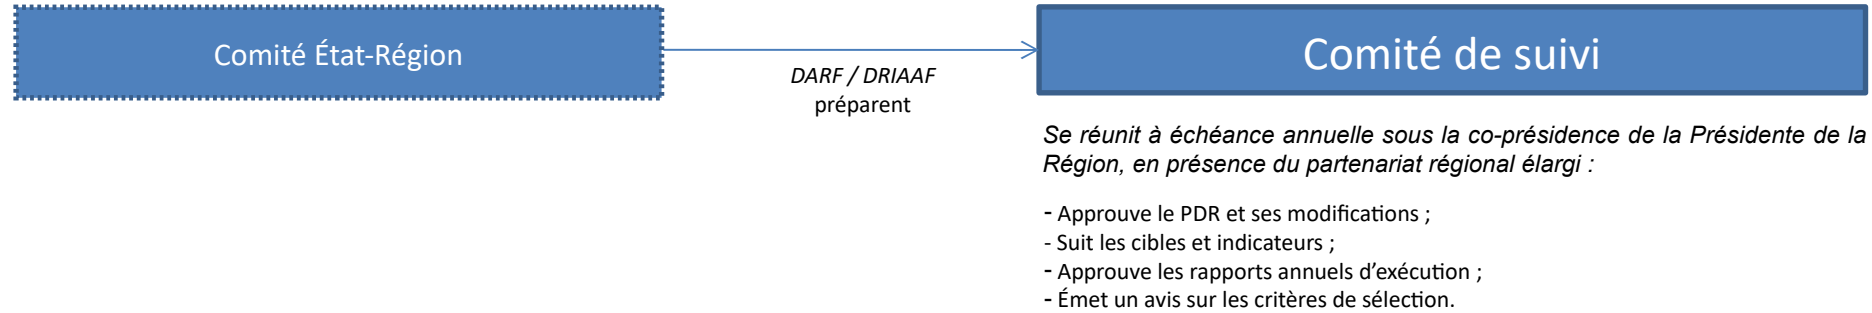 Comité État-Région
DARF / DRIAAF
préparent
Comité de suivi
Se réunit à échéance annuelle sous la co-présidence de la Présidente de la
Région, en présence du partenariat régional élargi :
- Approuve le PDR et ses modifications ;
- Suit les cibles et indicateurs ;
- Approuve les rapports annuels d’exécution ;
- Émet un avis sur les critères de sélection.